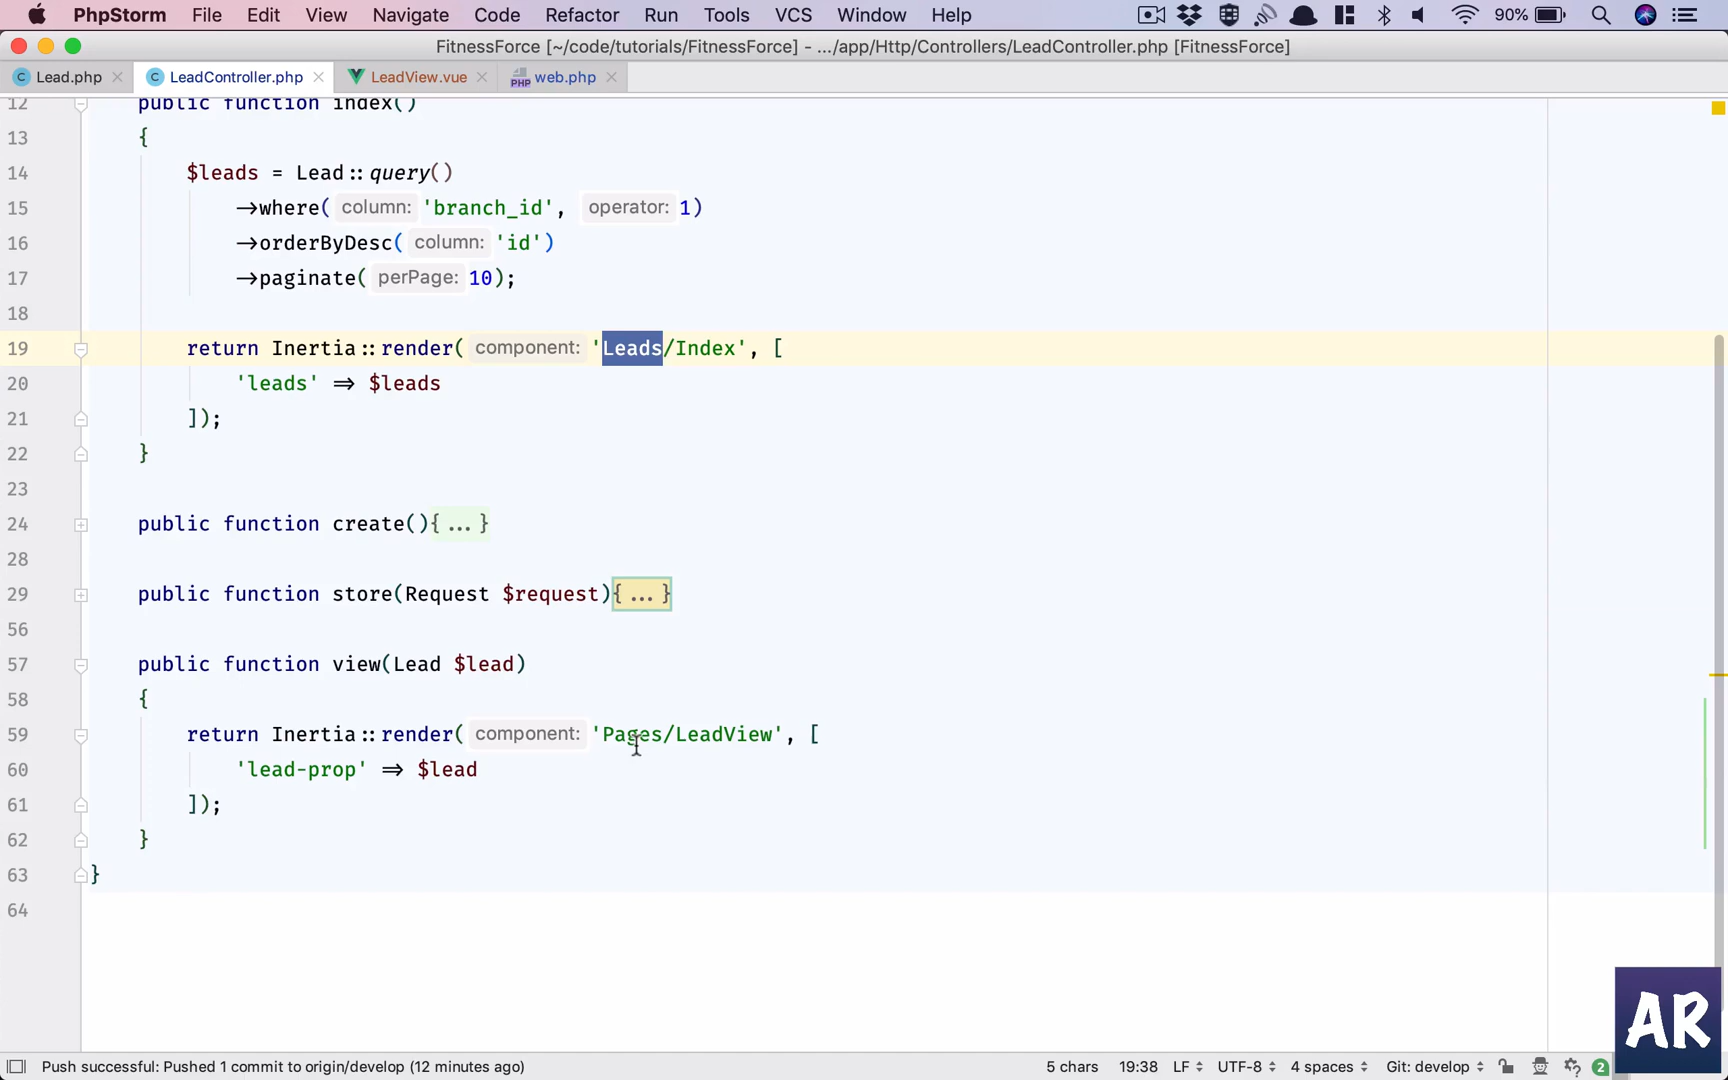 PhpStorm File Edit View Navigate Code Refactor Run Tools VCS Window Help 90%
FitnessForce [~/code/tutorials/FitnessForce] - .../app/Http/Controllers/LeadController.php [FitnessForce]
C Lead.php C LeadController.php LeadView.vue PHP web.php
12 public function index()
13 {
14 $leads = Lead::query()
15 ->where( column: 'branch_id', operator: 1)
16 ->orderByDesc( column: 'id')
17 ->paginate( perPage: 10);
18
19 return Inertia::render( component: 'Leads/Index', [
20 'leads' => $leads
21 ]);
22 }
23
24 public function create(){...}
28
29 public function store(Request $request){...}
56
57 public function view(Lead $lead)
58 {
59 return Inertia::render( component: 'Pages/LeadView', [
60 'lead-prop' => $lead
61 ]);
62 }
63 }
64
AR
Push successful: Pushed 1 commit to origin/develop (12 minutes ago) 5 chars 19:38 LF UTF-8 4 spaces Git: develop 2